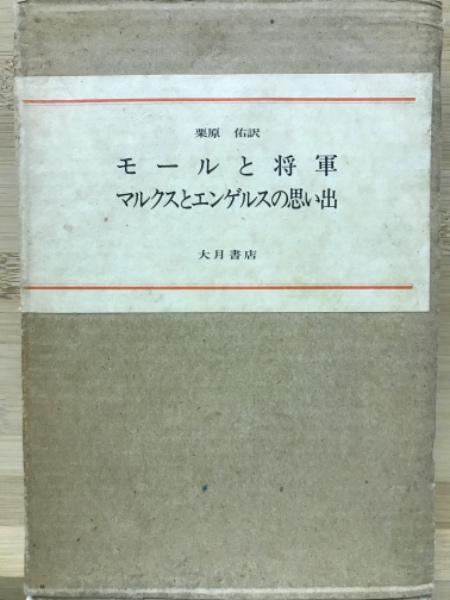 栗原 佑訳
モールと将軍
マルクスとエンゲルスの思い出
大月書店